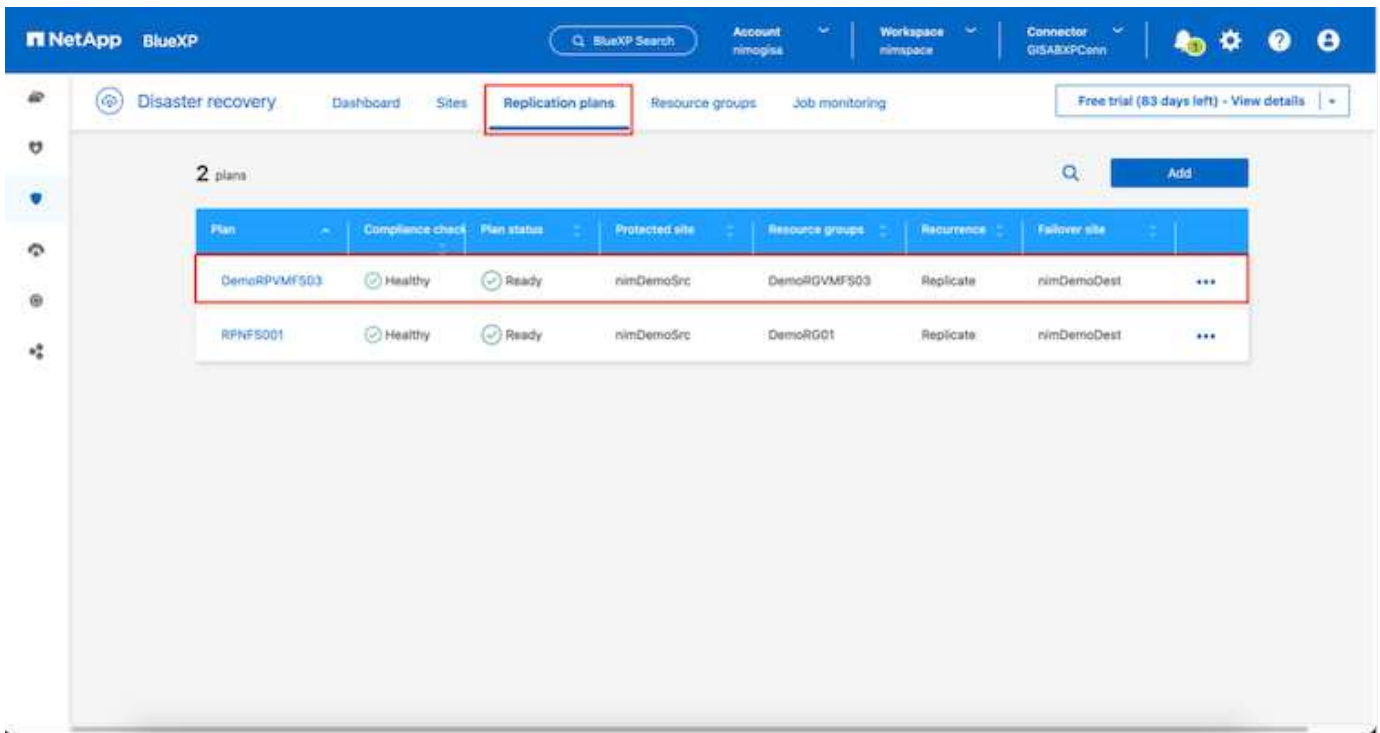 NetApp BlueXP BlueXP Search Account nimogisa Workspace nimspace Connector GISABXPConn 1
Disaster recovery Dashboard Sites Replication plans Resource groups Job monitoring Free trial (83 days left) - View details
2 plans Add
Plan Compliance check Plan status Protected site Resource groups Recurrence Failover site
DemoRPVMFS03 Healthy Ready nimDemoSrc DemoRGVMFS03 Replicate nimDemoDest
RPNFS001 Healthy Ready nimDemoSrc DemoRG01 Replicate nimDemoDest